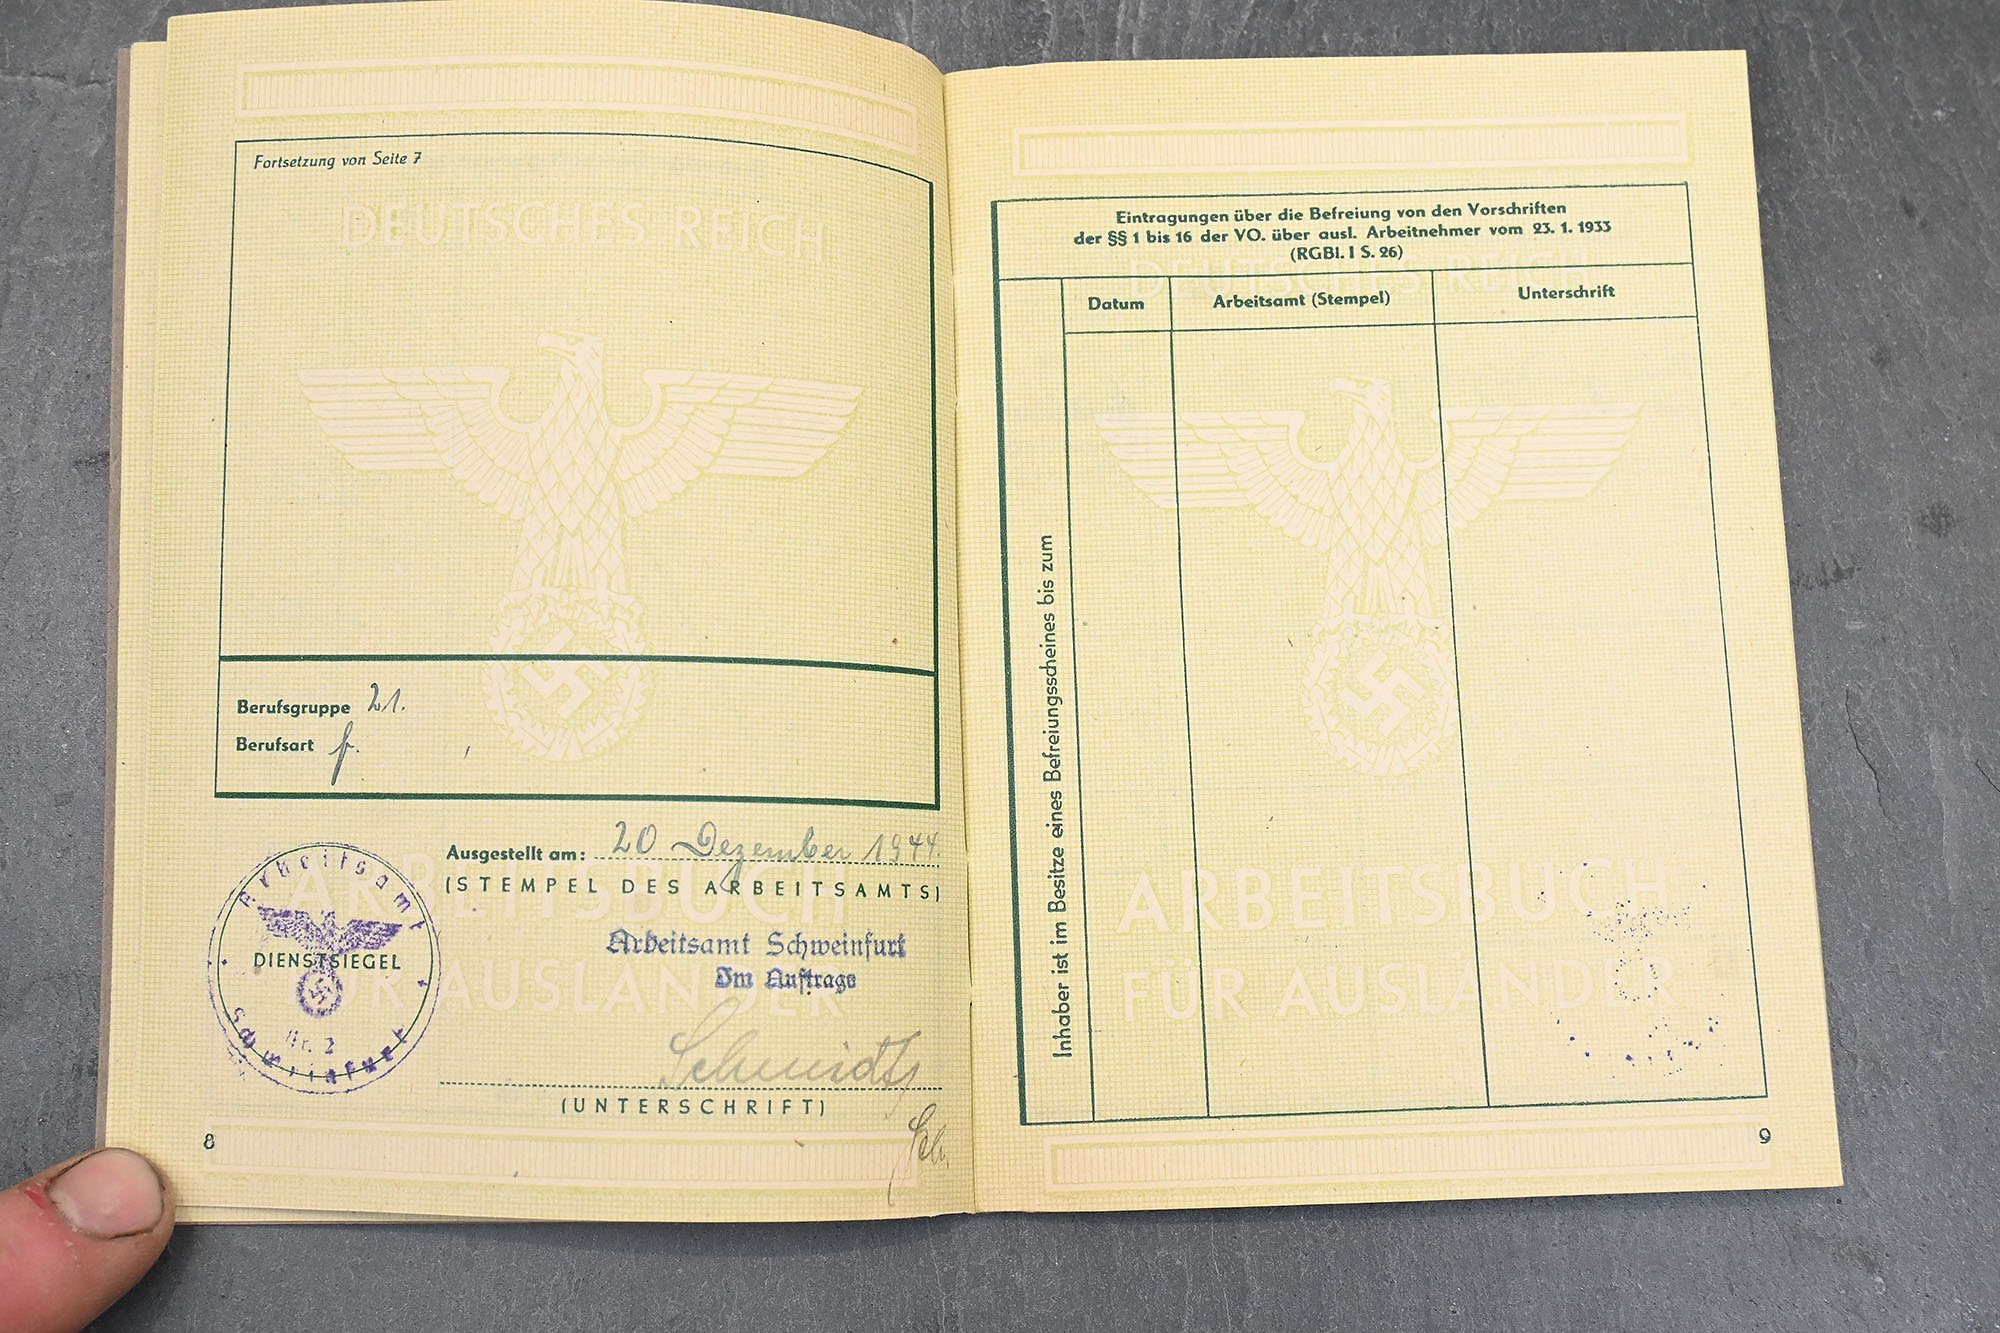 Fortsetzung von Seite 7
DEUTSCHES REICH
Berufsgruppe 21.
Berufsart f.
Ausgestellt am: 20 Dezember 1944.
(STEMPEL DES ARBEITSAMTS)
Arbeitsamt
DIENSTSIEGEL
Nr. 2
Schweinfurt
ARBEITSBUCH
FÜR AUSLÄNDER
Arbeitsamt Schweinfurt
Im Auftrage
(UNTERSCHRIFT)
8
Eintragungen über die Befreiung von den Vorschriften
der §§ 1 bis 16 der VO. über ausl. Arbeitnehmer vom 23. 1. 1933
(RGBl. I S. 26)
DEUTSCHES REICH
Inhaber ist im Besitze eines Befreiungsscheines bis zum
Datum
Arbeitsamt (Stempel)
Unterschrift
ARBEITSBUCH
FÜR AUSLÄNDER
9